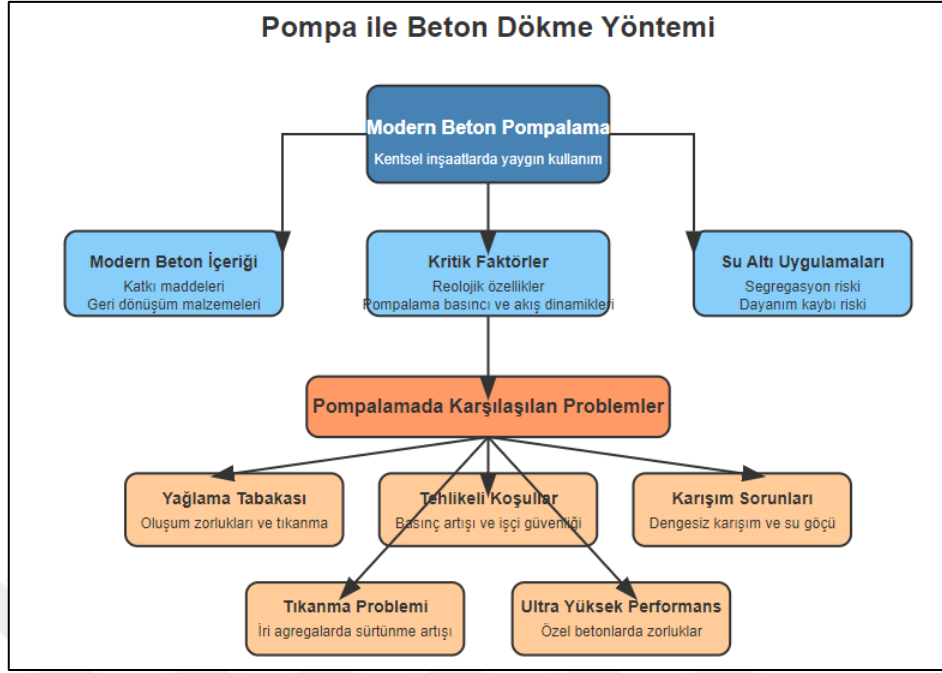 Pompa ile Beton Dökme Yöntemi
Modern Beton Pompalama
Kentsel inşaatlarda yaygın kullanım
Modern Beton İçeriği
Katkı maddeleri
Geri dönüşüm malzemeleri
Kritik Faktörler
Reolojik özellikler
Pompalama basıncı ve akış dinamikleri
Su Altı Uygulamaları
Segregasyon riski
Dayanım kaybı riski
Pompalamada Karşılaşılan Problemler
Yağlama Tabakası
Oluşum zorlukları ve tıkanma
Tehlikeli Koşullar
Basınç artışı ve işçi güvenliği
Karışım Sorunları
Dengesiz karışım ve su göçü
Tıkanma Problemi
İri agregalarda sürtünme artışı
Ultra Yüksek Performans
Özel betonlarda zorluklar